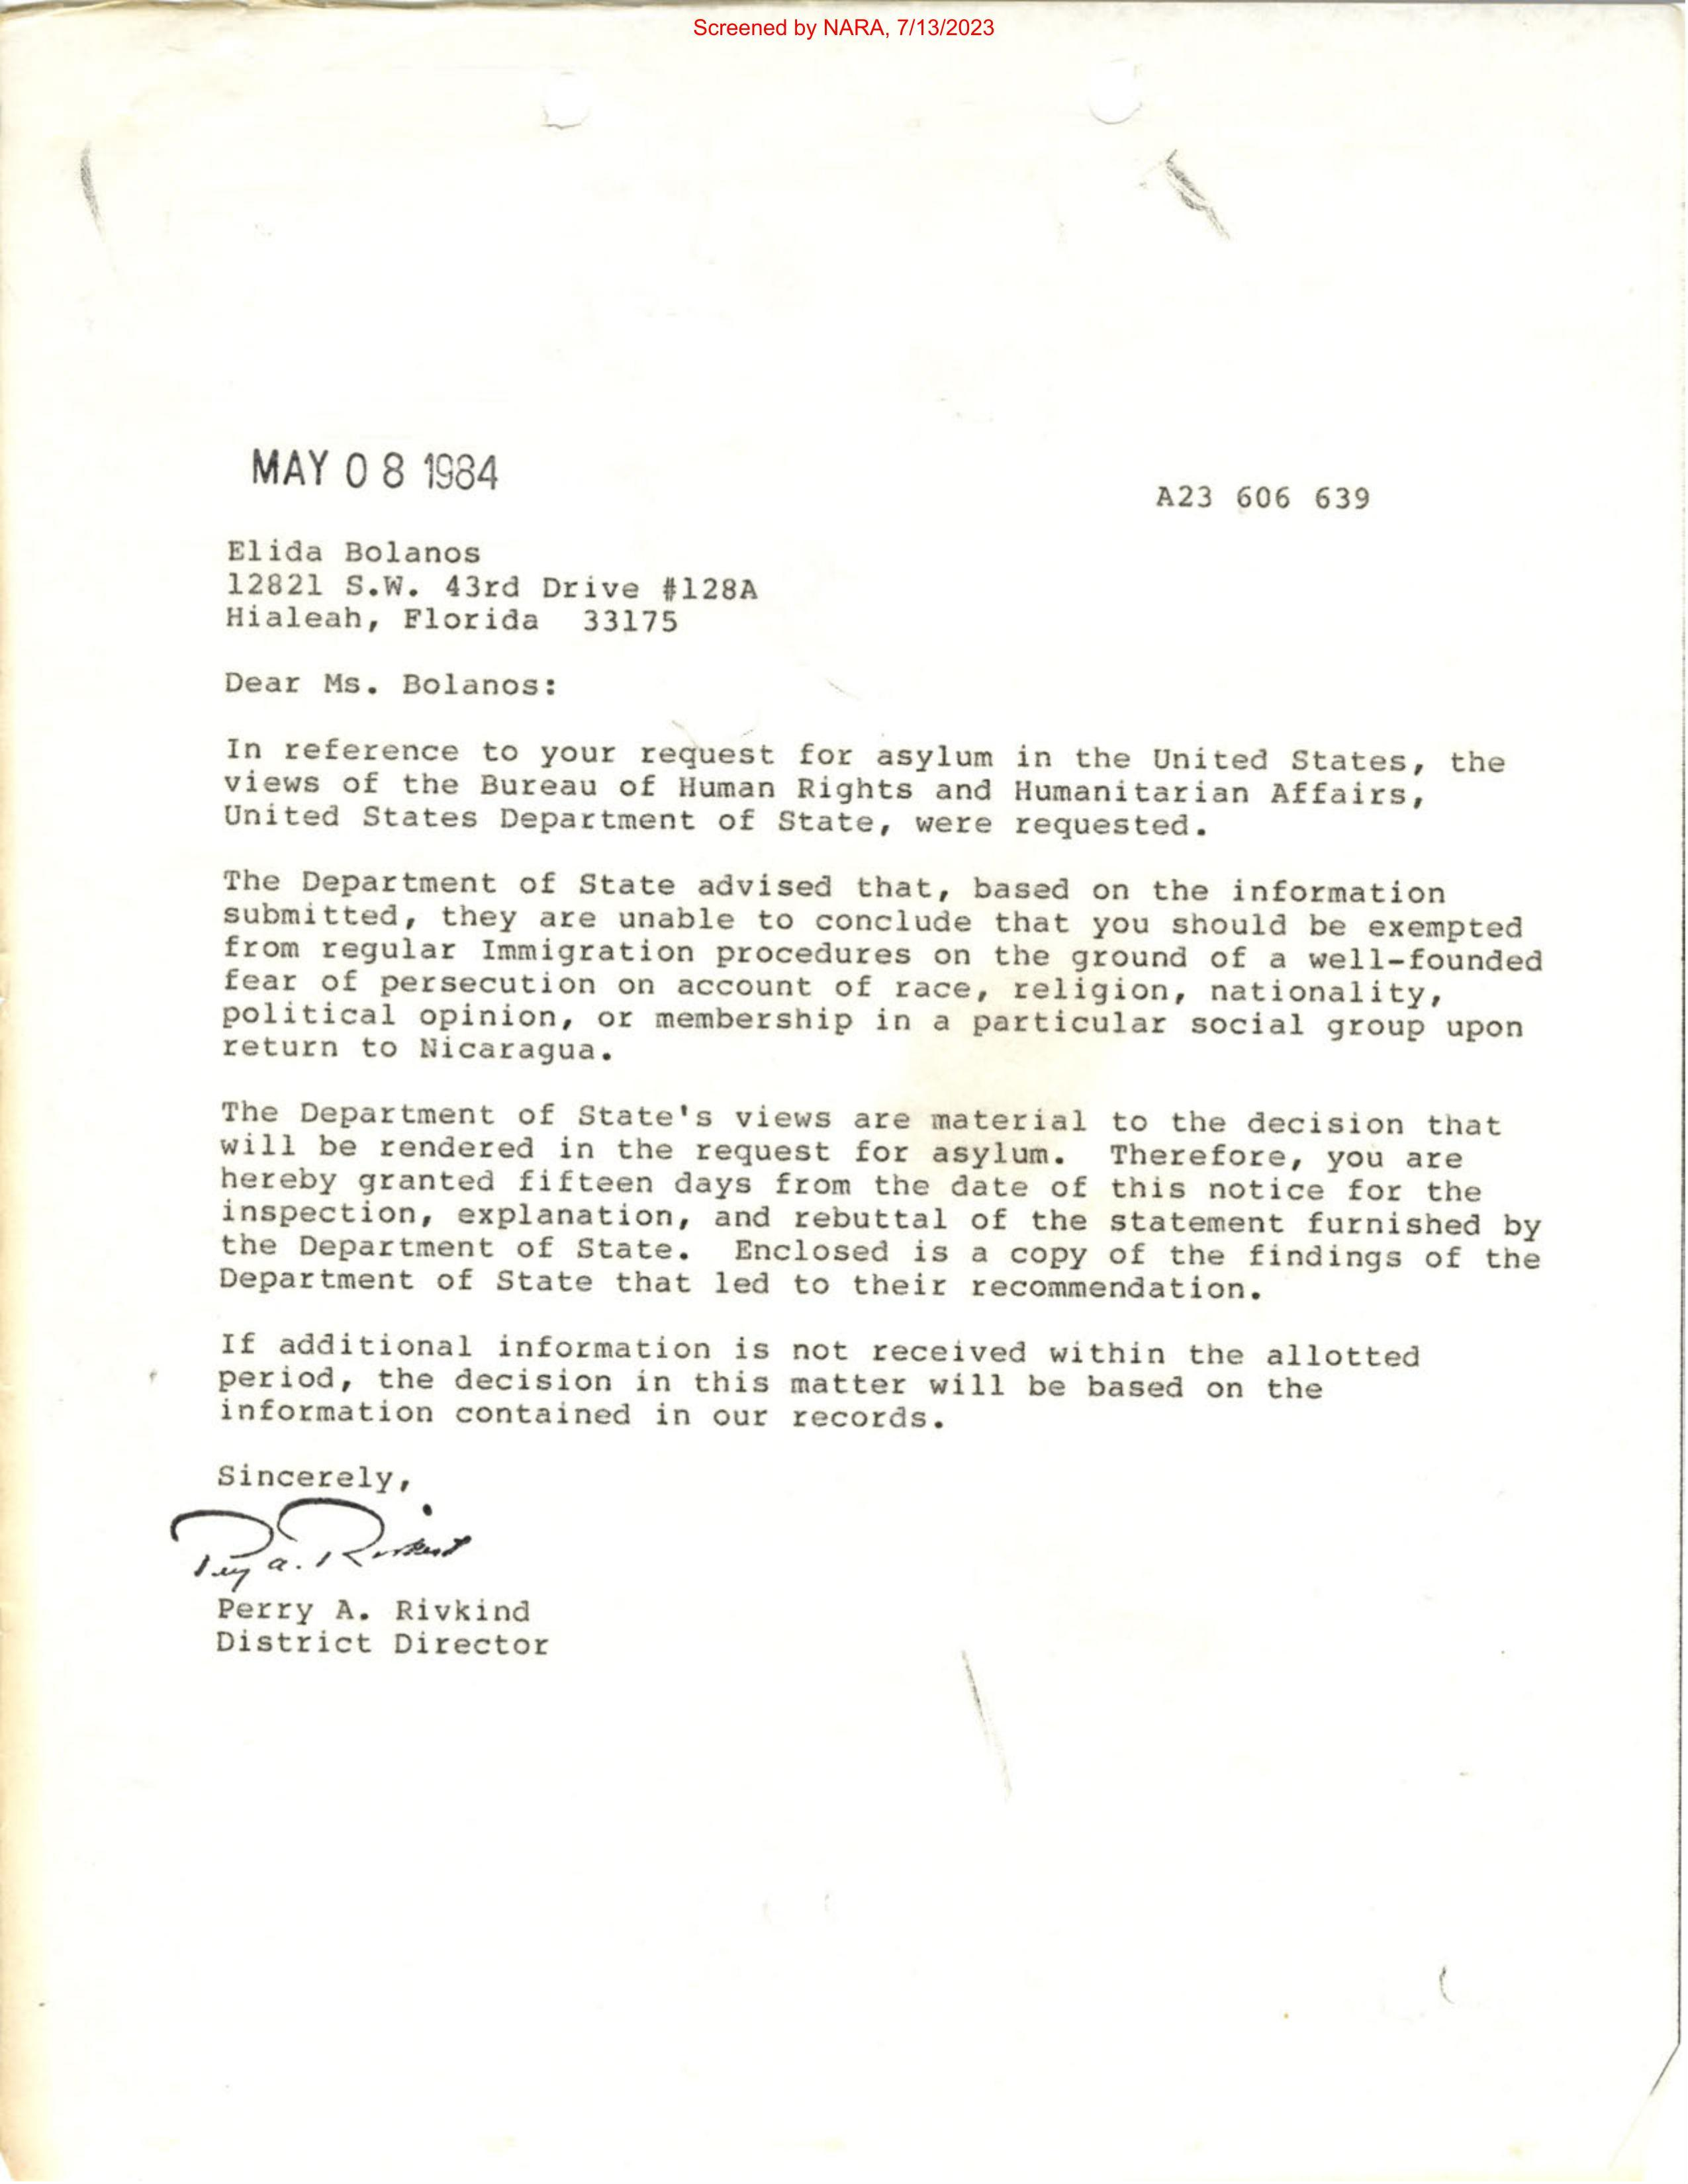 Screened by NARA, 7/13/2023
MAY 08 1984
A23 606 639
Elida Bolanos
12821 S.W. 43rd Drive #128A
Hialeah, Florida 33175
Dear Ms. Bolanos:
In reference to your request for asylum in the United States, the
views of the Bureau of Human Rights and Humanitarian Affairs,
United States Department of State, were requested.
The Department of State advised that, based on the information
submitted, they are unable to conclude that you should be exempted
from regular Immigration procedures on the ground of a well-founded
fear of persecution on account of race, religion, nationality,
political opinion, or membership in a particular social group upon
return to Nicaragua.
The Department of State's views are material to the decision that
will be rendered in the request for asylum. Therefore, you are
hereby granted fifteen days from the date of this notice for the
inspection, explanation, and rebuttal of the statement furnished by
the Department of State. Enclosed is a copy of the findings of the
Department of State that led to their recommendation.
If additional information is not received within the allotted
period, the decision in this matter will be based on the
information contained in our records.
Sincerely,
Perry A. Rivkind
Perry A. Rivkind
District Director